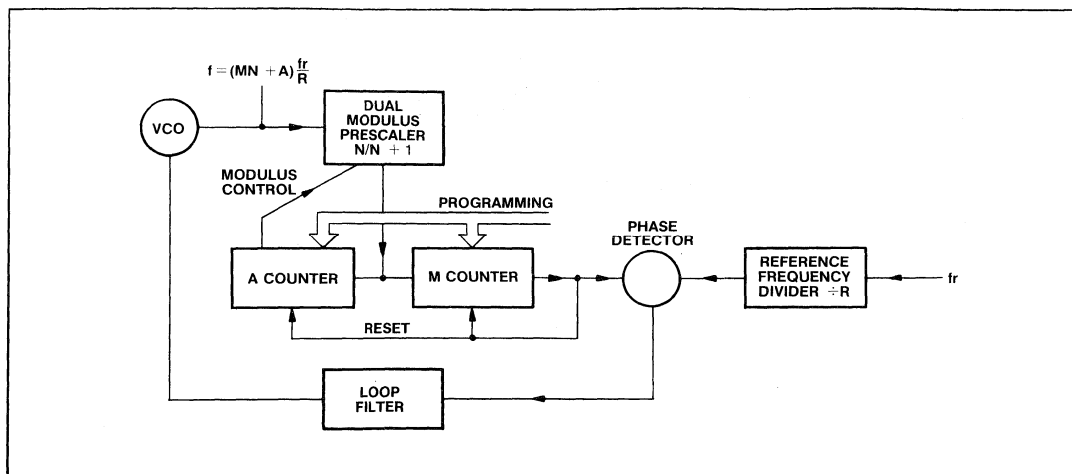 f = (MN + A) fr/R
VCO
DUAL
MODULUS
PRESCALER
N/N + 1
MODULUS
CONTROL
PROGRAMMING
A COUNTER
M COUNTER
PHASE
DETECTOR
REFERENCE
FREQUENCY
DIVIDER ÷R
fr
RESET
LOOP
FILTER